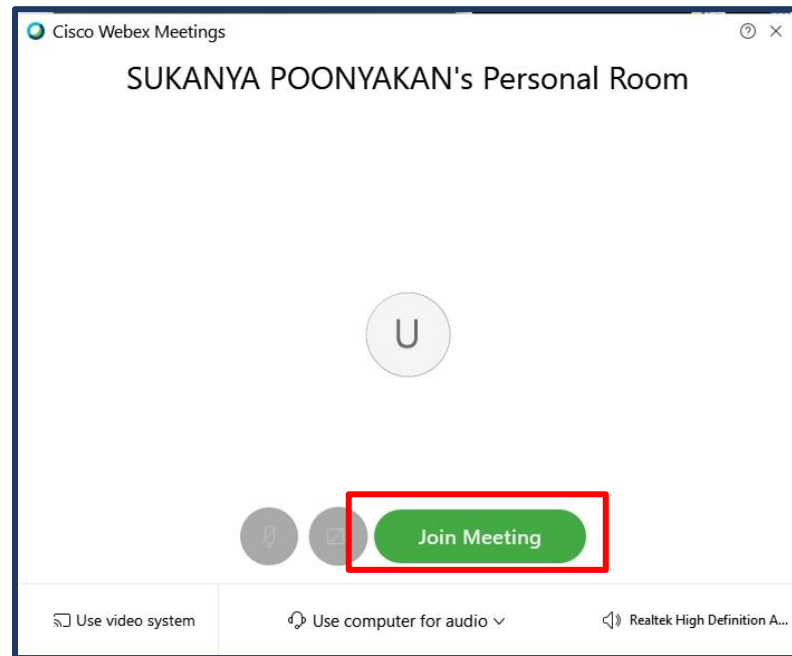 Cisco Webex Meetings
SUKANYA POONYAKAN's Personal Room
U
Join Meeting
Use video system
Use computer for audio
Realtek High Definition A...